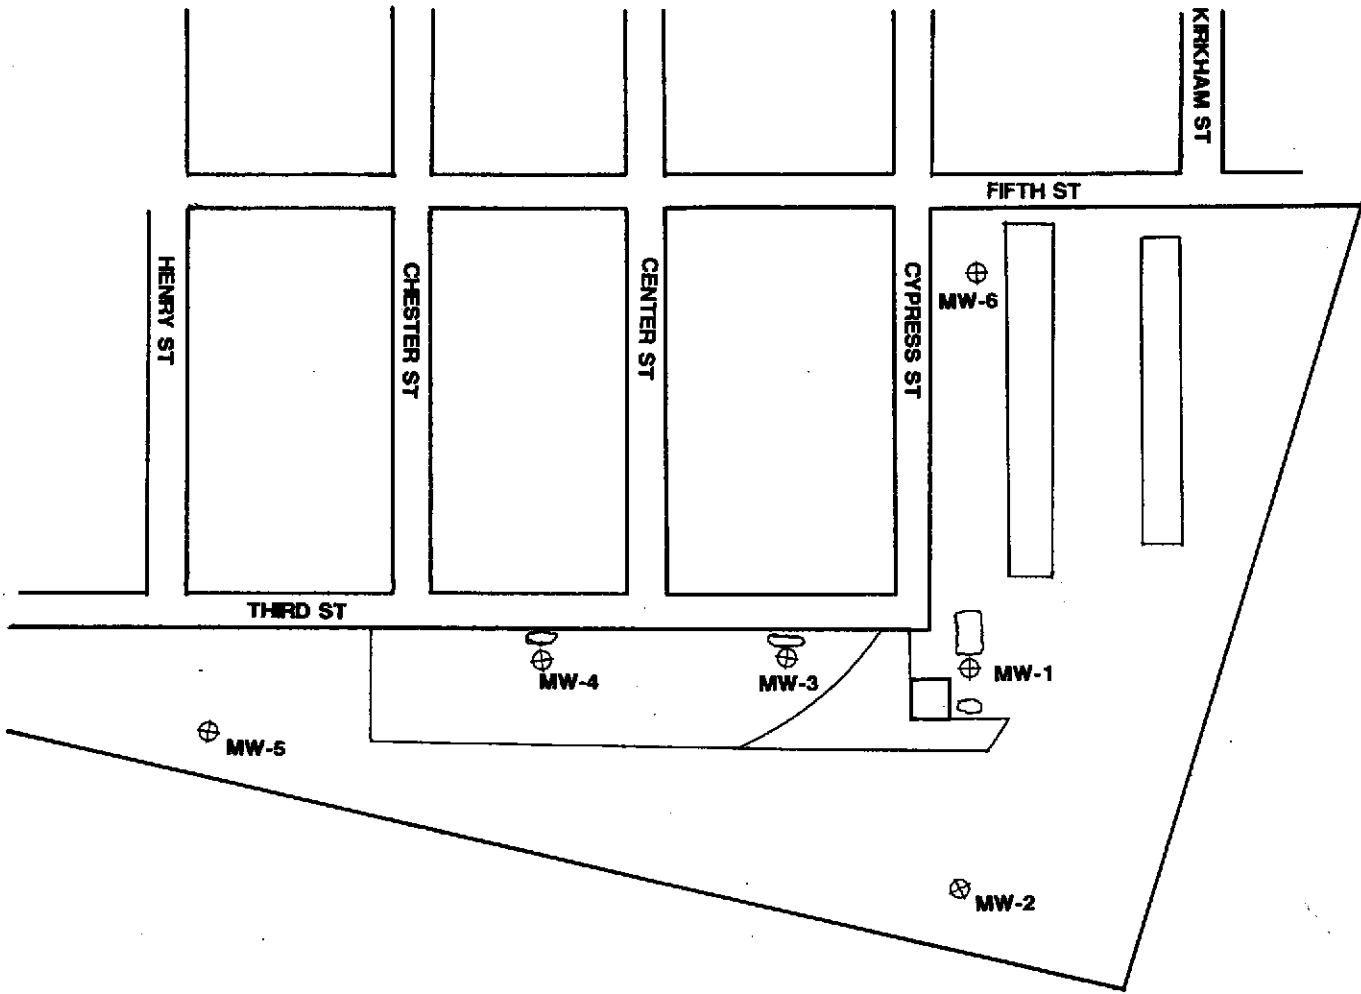 KIRKHAM ST
FIFTH ST
HENRY ST
CHESTER ST
CENTER ST
CYPRESS ST
MW-6
THIRD ST
MW-4
MW-3
MW-1
MW-5
MW-2